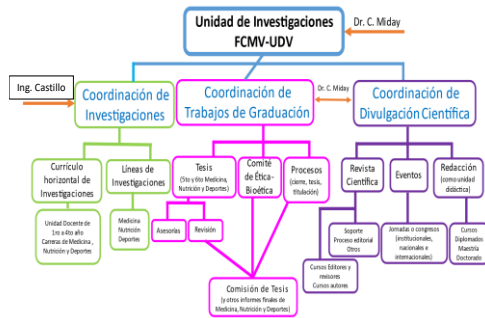 Unidad de Investigaciones
FCMV-UDV
Dr. C. Miday
Ing. Castillo
Coordinación de
Investigaciones
Coordinación de
Trabajos de Graduación
Dr. C. Miday
Coordinación de
Divulgación Científica
Currículo
horizontal de
Investigaciones
Líneas de
Investigaciones
Tesis
(5to y 6to Medicina,
Nutrición y Deportes)
Comité
de Ética-
Bioética
Procesos
(cierre, tesis,
titulación)
Revista
Científica
Eventos
Redacción
(como unidad
didáctica)
Unidad Docente de
1ro a 4to año
Carreras de Medicina ,
Nutrición y Deportes
Medicina
Nutrición
Deportes
Asesorías
Revisión
Soporte
Proceso editorial
Otros
Jornadas o congresos
(institucionales,
nacionales e
internacionales)
Cursos
Diplomados
Maestría
Doctorado
Cursos Editores y
revisores
Cursos autores
Comisión de Tesis
(y otros informes finales de
Medicina, Nutrición y Deportes)